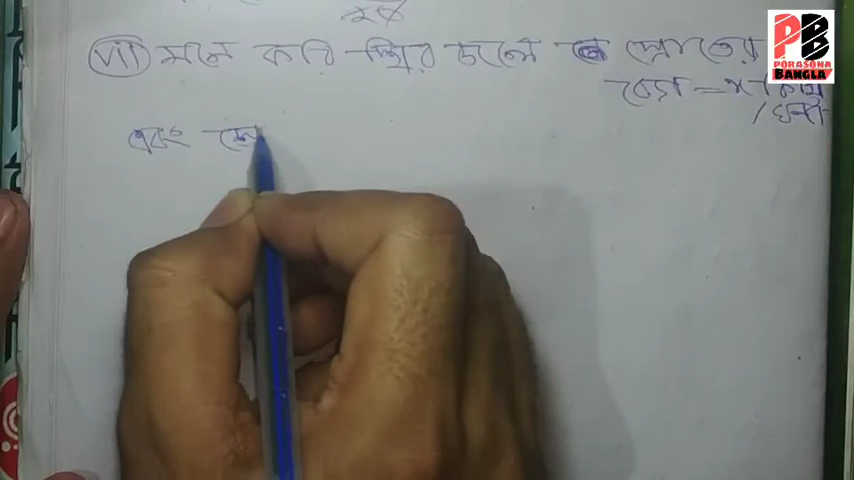 (vii) মনে করি স্থির জলে স্রোতের
বেগ = x কিমি
/ ঘন্টা
এবং
PB
PORASONA
BANGLA